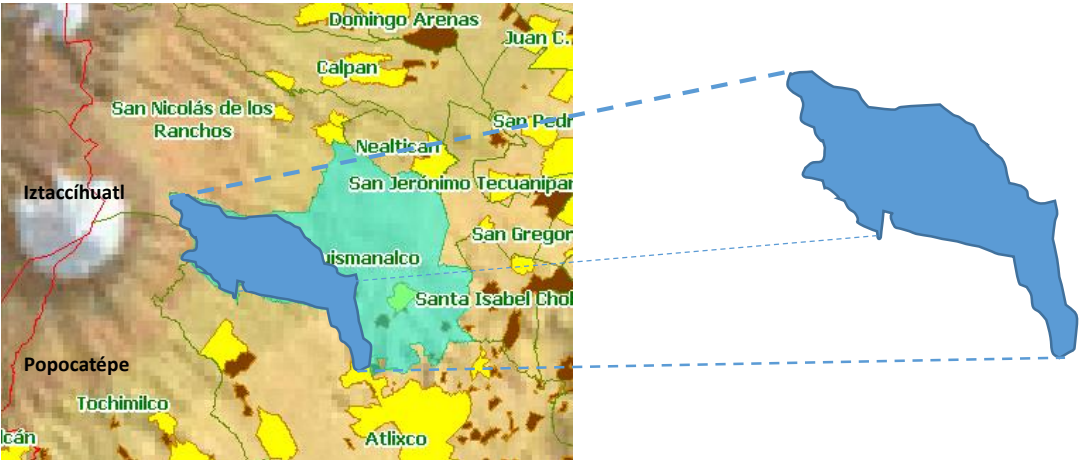 Domingo Arenas
Juan C.
Calpan
San Nicolás de los
Ranchos
San Pedr
Nealtican
San Jerónimo Tecuanipan
Iztaccíhuatl
San Gregor
uismanalco
Santa Isabel Chol
Popocatépe
Tochimilco
Atlixco
lcán